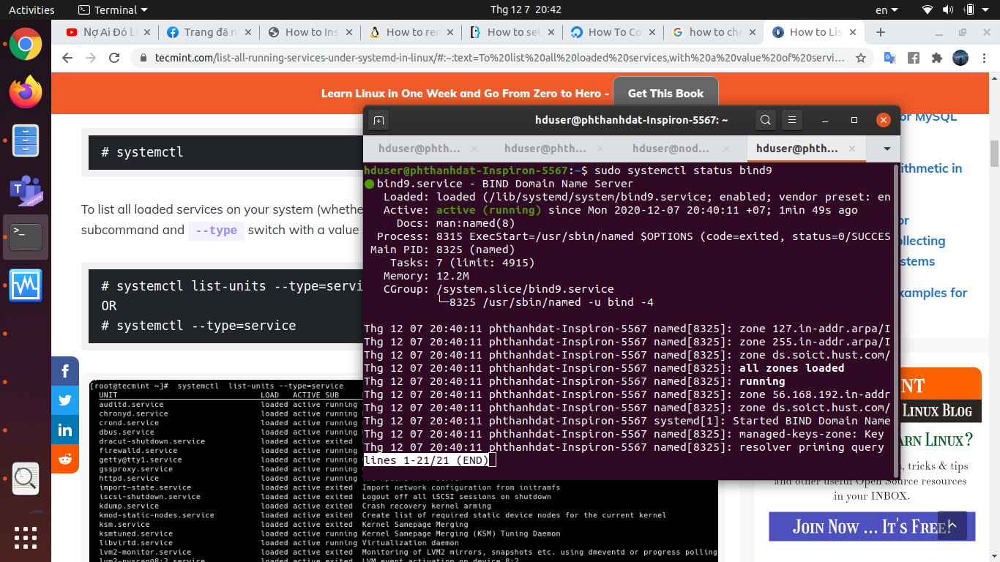 Activities
Terminal
Thg 12 7 20:42
en
Nợ Ai Đó L
Trang đã n
How to Ins
How to rer
How to set
How To Co
how to che
How to Lis
tecmint.com/list-all-running-services-under-systemd-in-linux/#:~:text=To%20list%20all%20loaded%20services,with%20a%20value%20of%20servi...
Learn Linux in One Week and Go From Zero to Hero -
Get This Book
# systemctl
To list all loaded services on your system (whethe
subcommand and --type switch with a value
# systemctl list-units --type=servi
OR
# systemctl --type=service
[root@tecmint ~]# systemctl list-units --type=service
UNIT LOAD ACTIVE SUB
auditd.service loaded active running
chronyd.service loaded active running
crond.service loaded active running
dbus.service loaded active running
dracut-shutdown.service loaded active exited
firewalld.service loaded active running
getty@tty1.service loaded active running
gssproxy.service loaded active running
httpd.service loaded active running
import-state.service loaded active exited Import network configuration from initramfs
iscsi-shutdown.service loaded active exited Logout off all iSCSI sessions on shutdown
kdump.service loaded active exited Crash recovery kernel arming
kmod-static-nodes.service loaded active exited Create list of required static device nodes for the current kernel
ksm.service loaded active exited Kernel Samepage Merging
ksmtuned.service loaded active running Kernel Samepage Merging (KSM) Tuning Daemon
libvirtd.service loaded active running Virtualization daemon
lvm2-monitor.service loaded active exited Monitoring of LVM2 mirrors, snapshots etc. using dmeventd or progress polling
lvm2-pvscan@8:2.service loaded active exited LVM event activation on device 8:2
hduser@phthanhdat-Inspiron-5567: ~
hduser@phth...
hduser@phth...
hduser@nod...
hduser@phth...
hduser@phthanhdat-Inspiron-5567:~$ sudo systemctl status bind9
bind9.service - BIND Domain Name Server
Loaded: loaded (/lib/systemd/system/bind9.service; enabled; vendor preset: en
Active: active (running) since Mon 2020-12-07 20:40:11 +07; 1min 49s ago
Docs: man:named(8)
Process: 8315 ExecStart=/usr/sbin/named $OPTIONS (code=exited, status=0/SUCCES
Main PID: 8325 (named)
Tasks: 7 (limit: 4915)
Memory: 12.2M
CGroup: /system.slice/bind9.service
└─8325 /usr/sbin/named -u bind -4
Thg 12 07 20:40:11 phthanhdat-Inspiron-5567 named[8325]: zone 127.in-addr.arpa/I
Thg 12 07 20:40:11 phthanhdat-Inspiron-5567 named[8325]: zone 255.in-addr.arpa/I
Thg 12 07 20:40:11 phthanhdat-Inspiron-5567 named[8325]: zone ds.soict.hust.com/
Thg 12 07 20:40:11 phthanhdat-Inspiron-5567 named[8325]: all zones loaded
Thg 12 07 20:40:11 phthanhdat-Inspiron-5567 named[8325]: running
Thg 12 07 20:40:11 phthanhdat-Inspiron-5567 named[8325]: zone 56.168.192.in-addr
Thg 12 07 20:40:11 phthanhdat-Inspiron-5567 named[8325]: zone ds.soict.hust.com/
Thg 12 07 20:40:11 phthanhdat-Inspiron-5567 systemd[1]: Started BIND Domain Name
Thg 12 07 20:40:11 phthanhdat-Inspiron-5567 named[8325]: managed-keys-zone: Key
Thg 12 07 20:40:11 phthanhdat-Inspiron-5567 named[8325]: resolver priming query
lines 1-21/21 (END)
or MySQL
ithmetic in
or
ollecting
stems
xamples for
NT
LINUX BLOG
ARN LINUX?
s, tricks & tips
and other useful Open Source resources
in your INBOX.
JOIN NOW ... IT'S FREE!